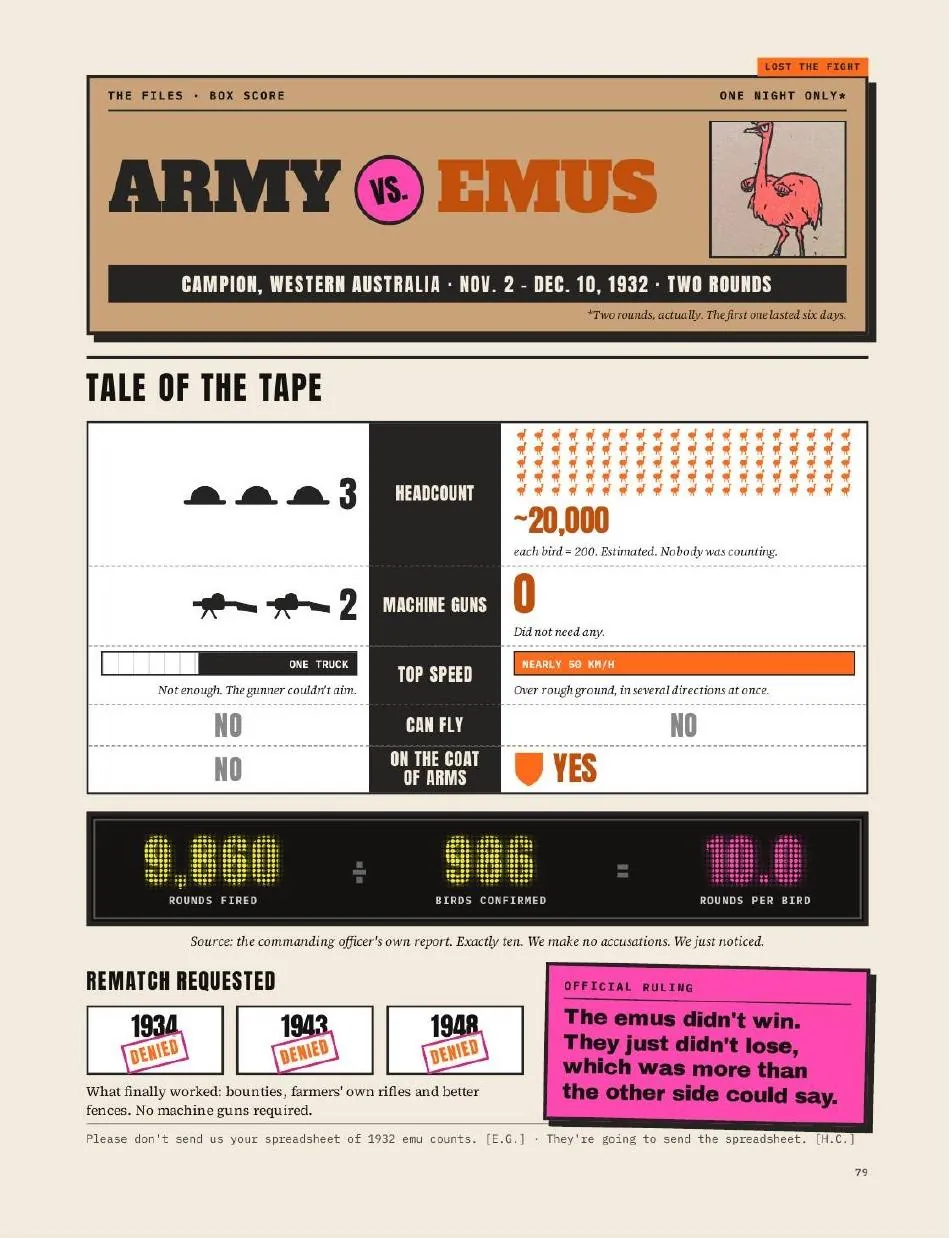 LOST THE FIGHT
THE FILES · BOX SCORE
ONE NIGHT ONLY*
ARMY VS. EMUS
CAMPION, WESTERN AUSTRALIA · NOV. 2 - DEC. 10, 1932 · TWO ROUNDS
*Two rounds, actually. The first one lasted six days.
TALE OF THE TAPE
3
HEADCOUNT
~20,000
each bird = 200. Estimated. Nobody was counting.
2
MACHINE GUNS
0
Did not need any.
ONE TRUCK
Not enough. The gunner couldn't aim.
TOP SPEED
NEARLY 50 KM/H
Over rough ground, in several directions at once.
NO
CAN FLY
NO
NO
ON THE COAT
OF ARMS
YES
9,860 ÷ 986 = 10.0
ROUNDS FIRED
BIRDS CONFIRMED
ROUNDS PER BIRD
Source: the commanding officer's own report. Exactly ten. We make no accusations. We just noticed.
REMATCH REQUESTED
1934
DENIED
1943
DENIED
1948
DENIED
What finally worked: bounties, farmers' own rifles and better
fences. No machine guns required.
OFFICIAL RULING
The emus didn't win.
They just didn't lose,
which was more than
the other side could say.
Please don't send us your spreadsheet of 1932 emu counts. [E.G.] · They're going to send the spreadsheet. [H.C.]
79